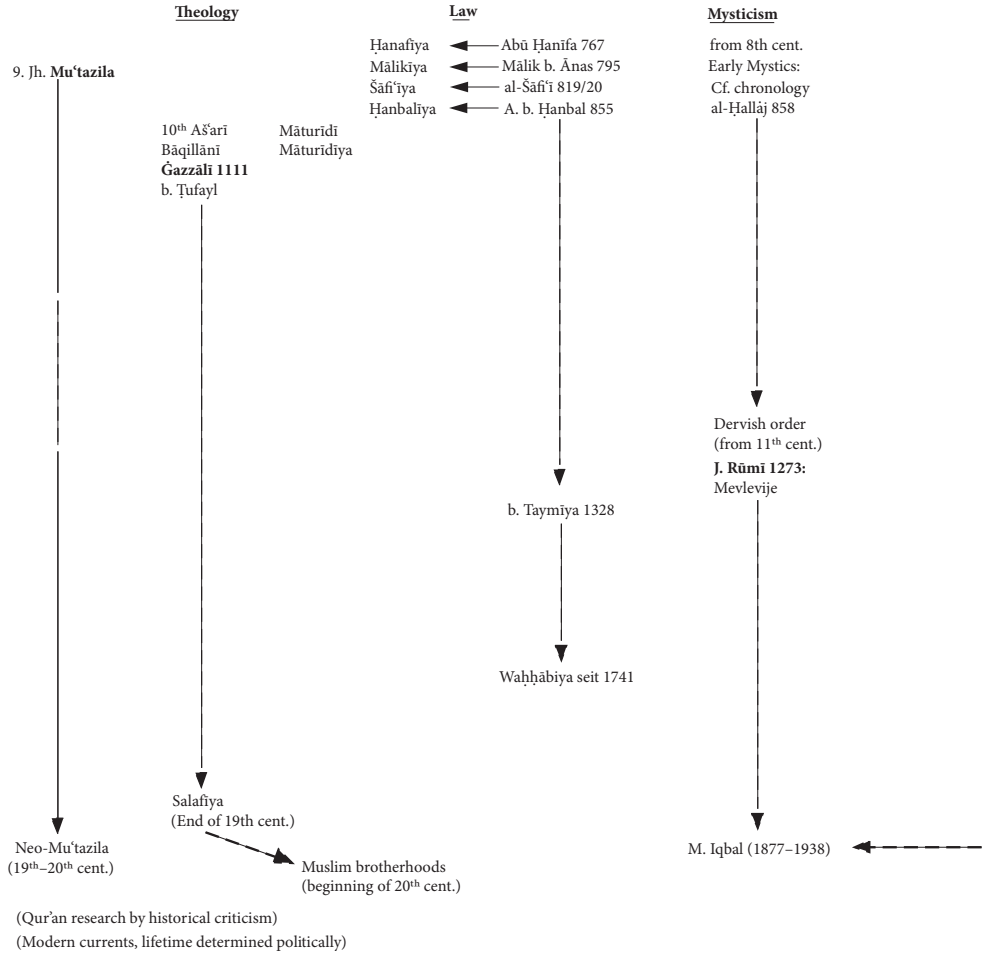 Theology
Law
Mysticism
9. Jh. Mu‘tazila
Ḥanafīya
Mālikīya
Šāfi‘īya
Ḥanbalīya
Abū Ḥanīfa 767
Mālik b. Ānas 795
al-Šāfi‘ī 819/20
A. b. Ḥanbal 855
from 8th cent.
Early Mystics:
Cf. chronology
al-Ḥallåj 858
10th Aš‘arī
Bāqillānī
Ġazzālī 1111
b. Ṭufayl
Māturīdī
Māturīdīya
Dervish order
(from 11th cent.)
J. Rūmī 1273:
Mevlevije
b. Taymīya 1328
Waḥḥābiya seit 1741
Salafīya
(End of 19th cent.)
Neo-Mu‘tazila
(19th–20th cent.)
M. Iqbal (1877–1938)
Muslim brotherhoods
(beginning of 20th cent.)
(Qur’an research by historical criticism)
(Modern currents, lifetime determined politically)